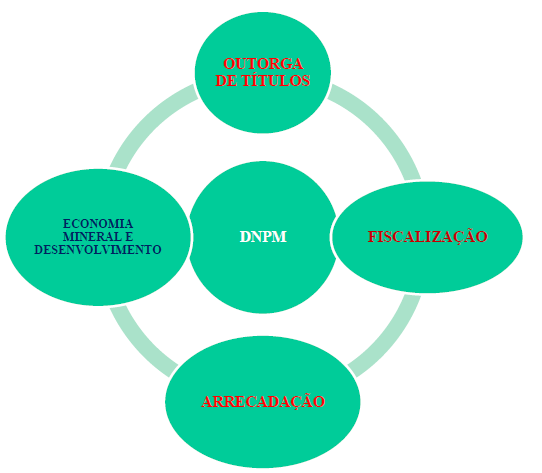 OUTORGA
DE TÍTULOS
ECONOMIA
MINERAL E
DESENVOLVIMENTO
DNPM
FISCALIZAÇÃO
ARRECADAÇÃO